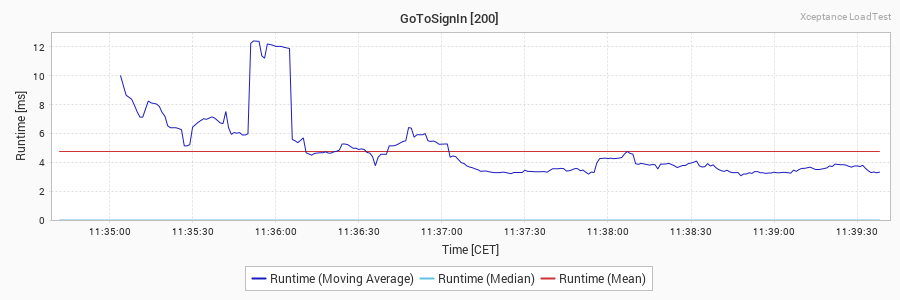 GoToSignIn [200]
Xceptance LoadTest
Runtime [ms]
12
10
8
6
4
2
0
11:35:00 11:35:30 11:36:00 11:36:30 11:37:00 11:37:30 11:38:00 11:38:30 11:39:00 11:39:30
Time [CET]
Runtime (Moving Average) Runtime (Median) Runtime (Mean)